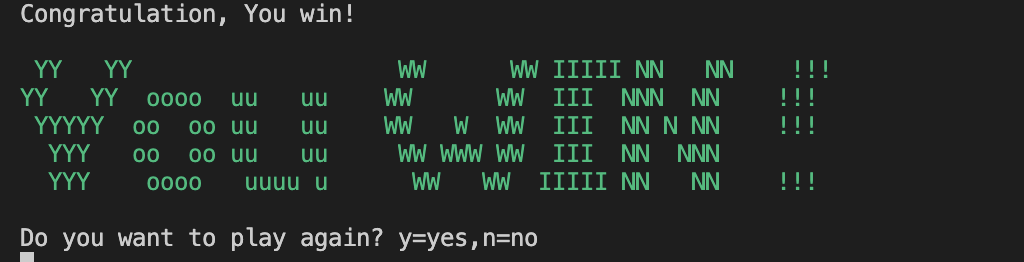 Congratulation, You win!
 YY   YY                   WW      WW IIIII NN   NN    !!!
YY   YY  oooo  uu   uu    WW      WW  III  NNN  NN    !!!
 YYYYY  oo  oo uu   uu    WW   W  WW  III  NN N NN    !!!
  YYY   oo  oo uu   uu     WW WWW WW  III  NN  NNN
  YYY    oooo   uuuu u      WW   WW  IIIII NN   NN    !!!
Do you want to play again? y=yes,n=no